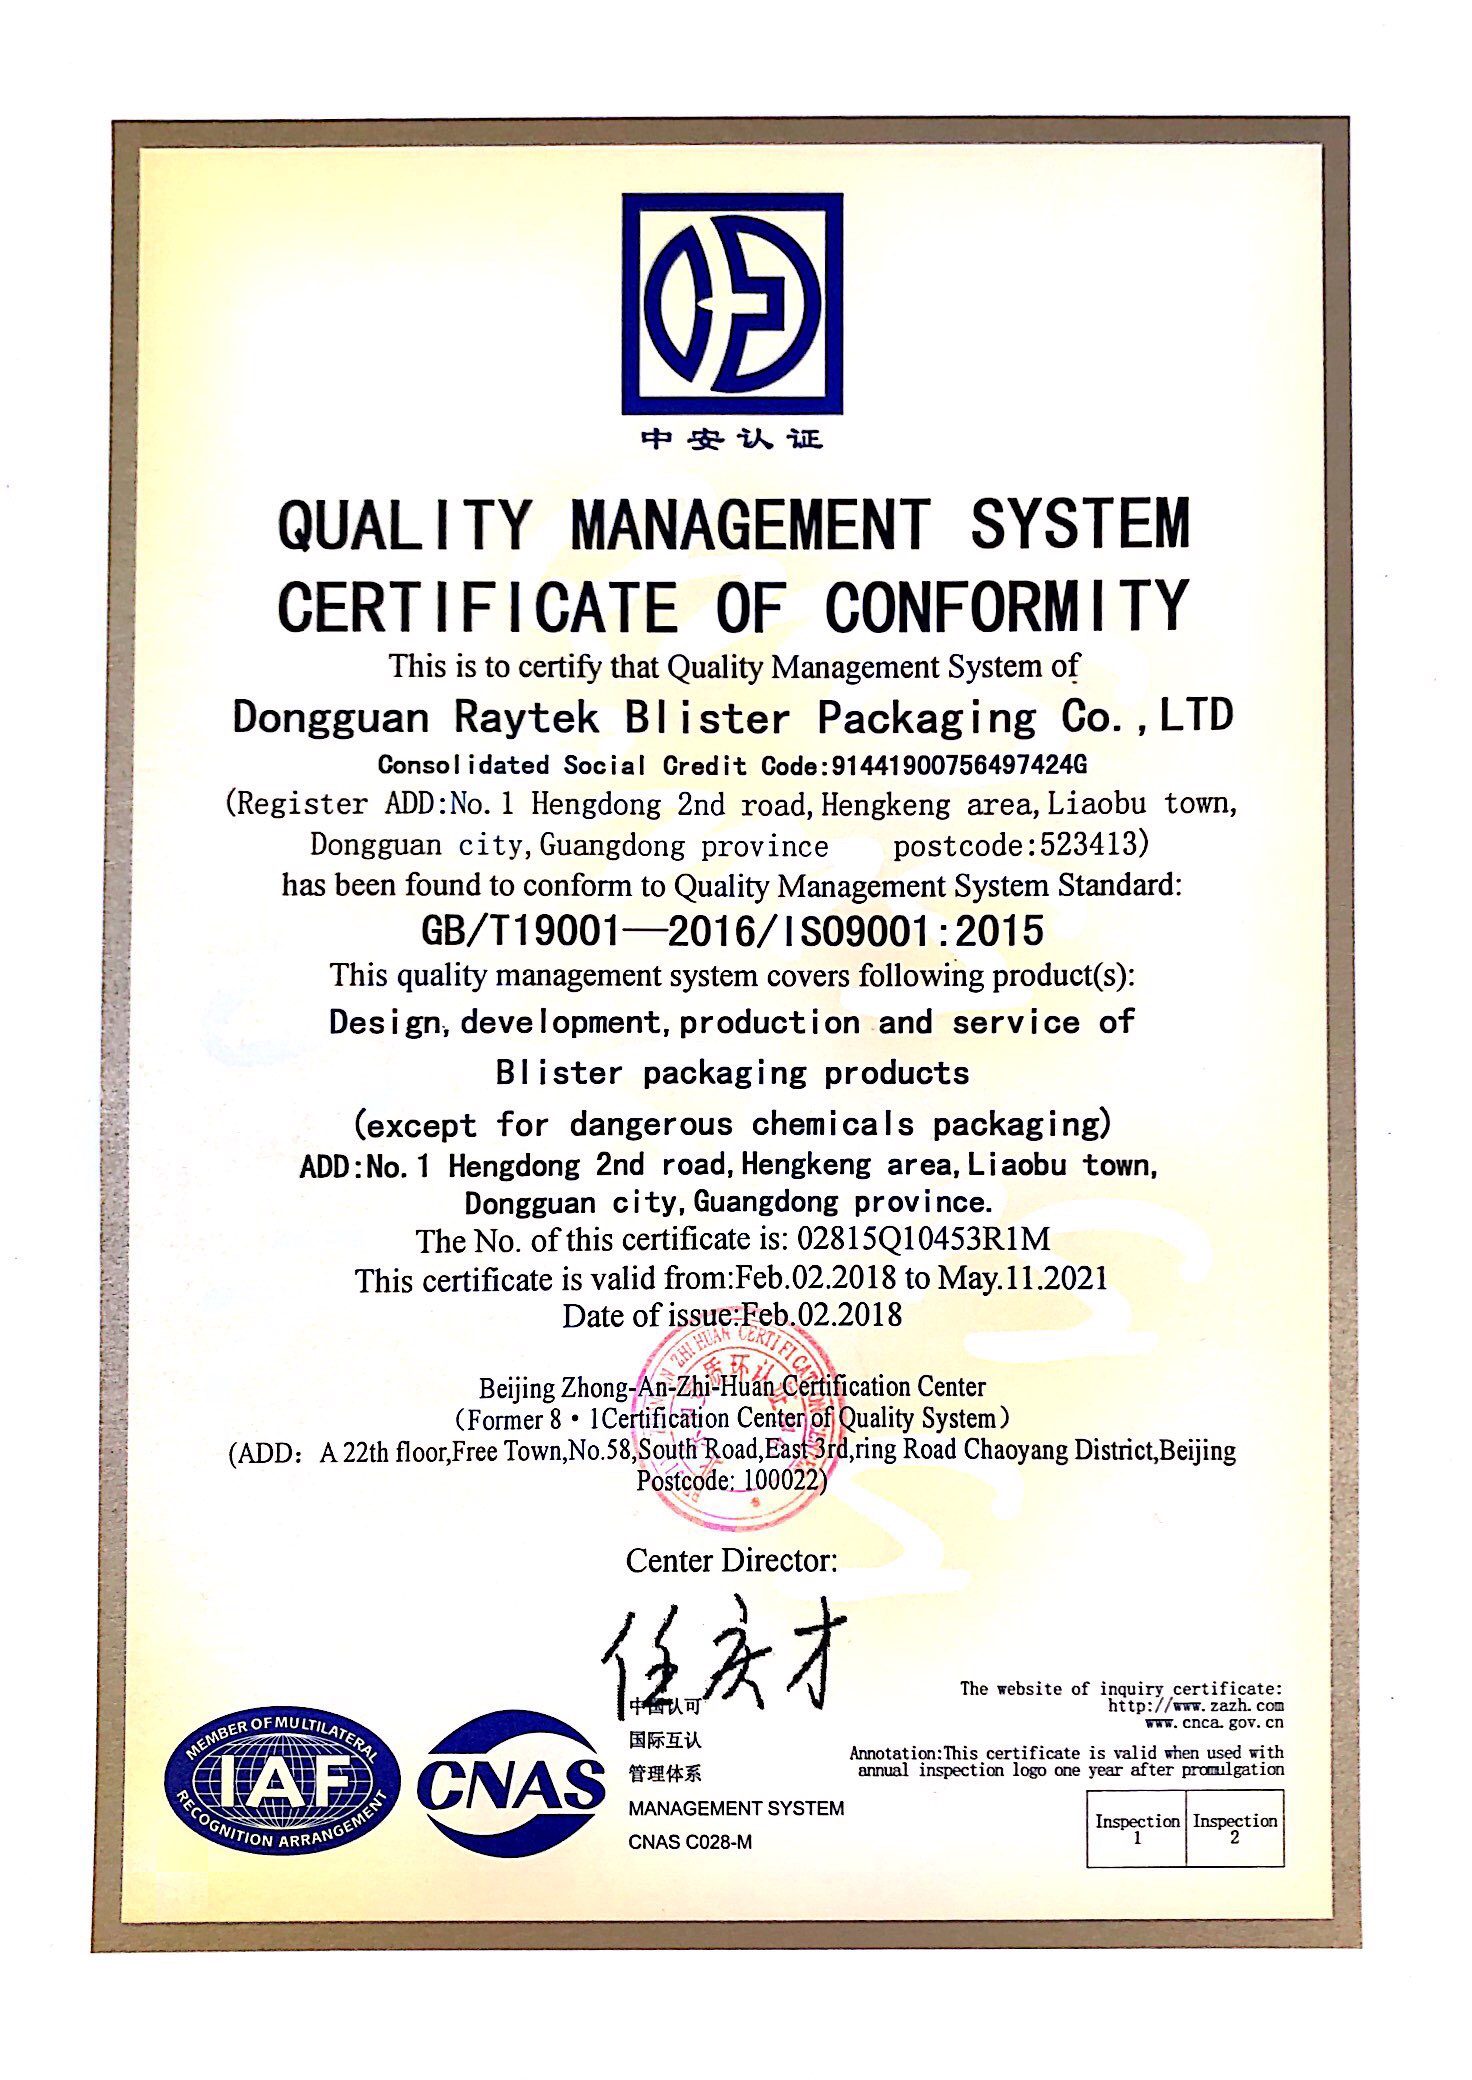 中安认证
QUALITY MANAGEMENT SYSTEM
CERTIFICATE OF CONFORMITY
This is to certify that Quality Management System of
Dongguan Raytek Blister Packaging Co.,LTD
Consolidated Social Credit Code:91441900756497424G
(Register ADD:No.1 Hengdong 2nd road,Hengkeng area,Liaobu town,
Dongguan city,Guangdong province postcode:523413)
has been found to conform to Quality Management System Standard:
GB/T19001—2016/ISO9001:2015
This quality management system covers following product(s):
Design,development,production and service of
Blister packaging products
(except for dangerous chemicals packaging)
ADD:No.1 Hengdong 2nd road,Hengkeng area,Liaobu town,
Dongguan city,Guangdong province.
The No. of this certificate is: 02815Q10453R1M
This certificate is valid from:Feb.02.2018 to May.11.2021
Date of issue:Feb.02.2018
ZHI HUAN CERTIFICATION
质环认证
Beijing Zhong-An-Zhi-Huan Certification Center
(Former 8·1Certification Center of Quality System)
(ADD: A 22th floor,Free Town,No.58,South Road,East 3rd,ring Road Chaoyang District,Beijing
Postcode: 100022)
Center Director:
任庆才
The website of inquiry certificate:
http://www.zazh.com
www.cnca.gov.cn
Annotation:This certificate is valid when used with
annual inspection logo one year after promulgation
Inspection 1
Inspection 2
MEMBER OF MULTILATERAL
IAF
RECOGNITION ARRANGEMENT
CNAS
中国认可
国际互认
管理体系
MANAGEMENT SYSTEM
CNAS C028-M